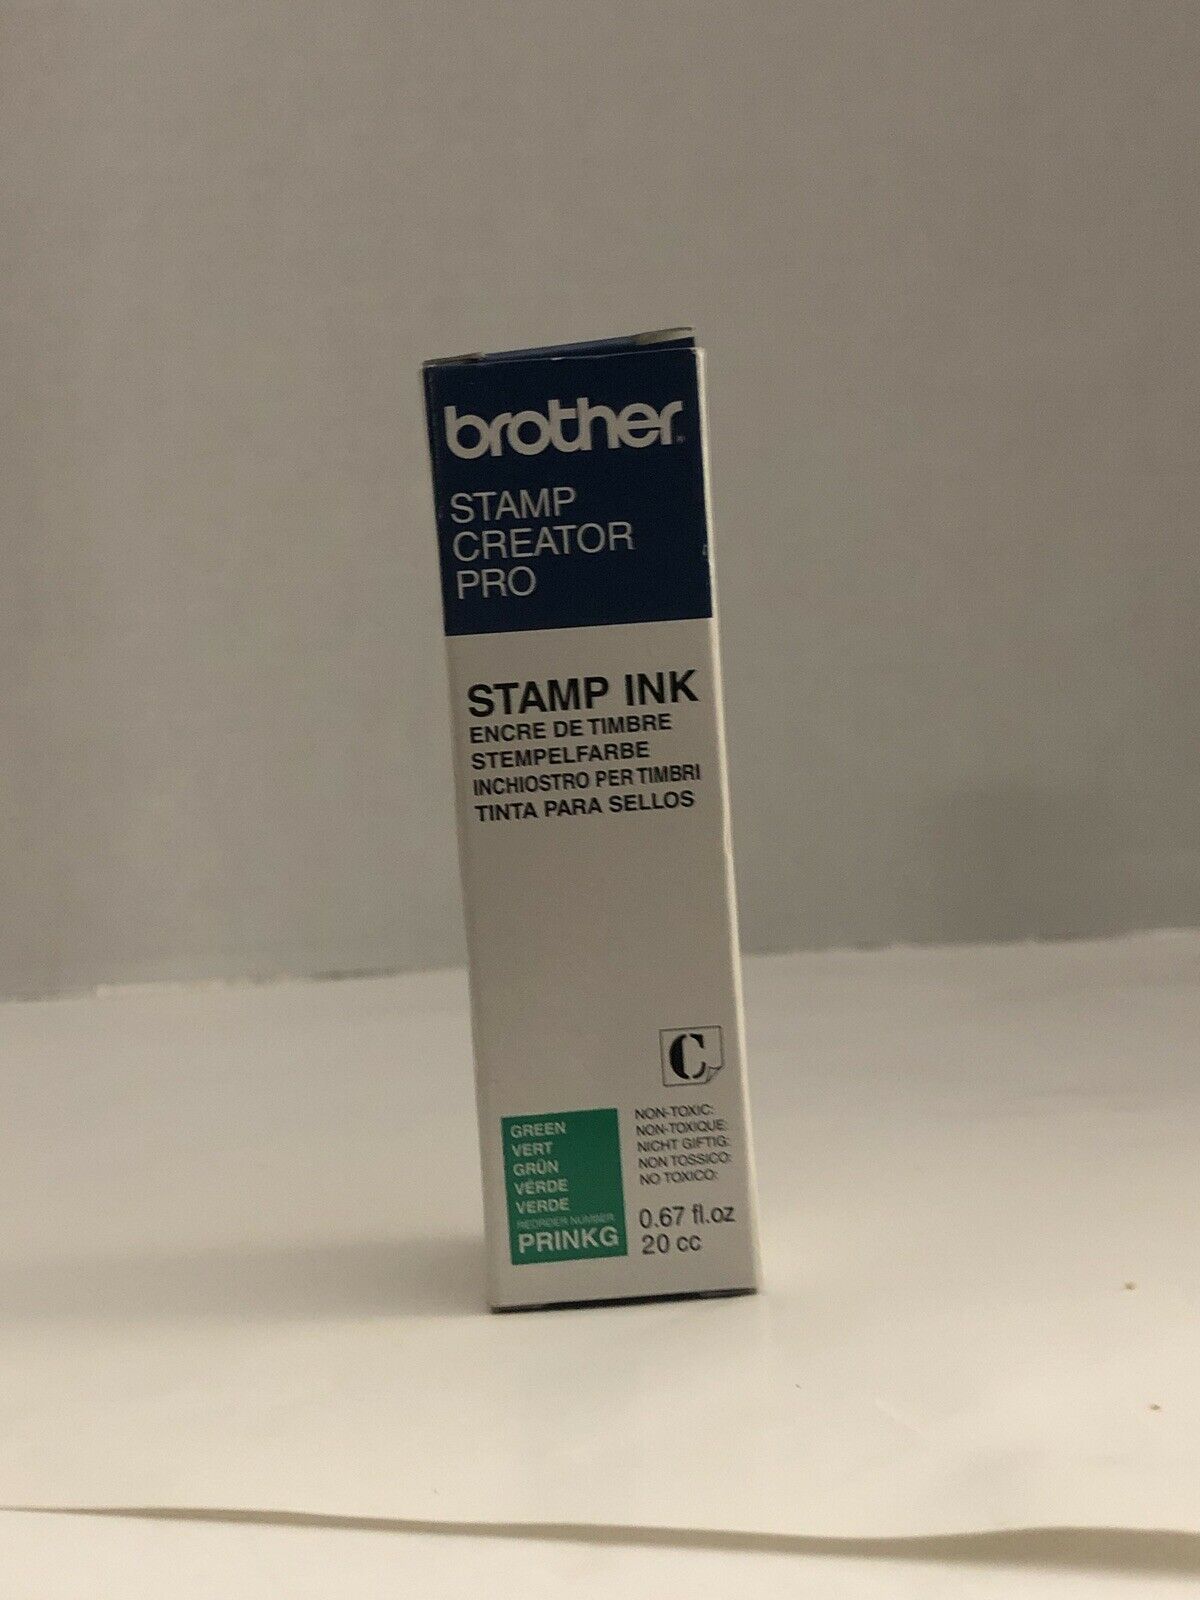 brother
STAMP
CREATOR
PRO
STAMP INK
ENCRE DE TIMBRE
STEMPELFARBE
INCHIOSTRO PER TIMBRI
TINTA PARA SELLOS
C
GREEN
VERT
GRÜN
VÉRDE
VERDE
REORDER NUMBER
PRINKG
NON-TOXIC:
NON-TOXIQUE:
NICHT GIFTIG:
NON TOSSICO:
NO TOXICO:
0.67 fl.oz
20 cc